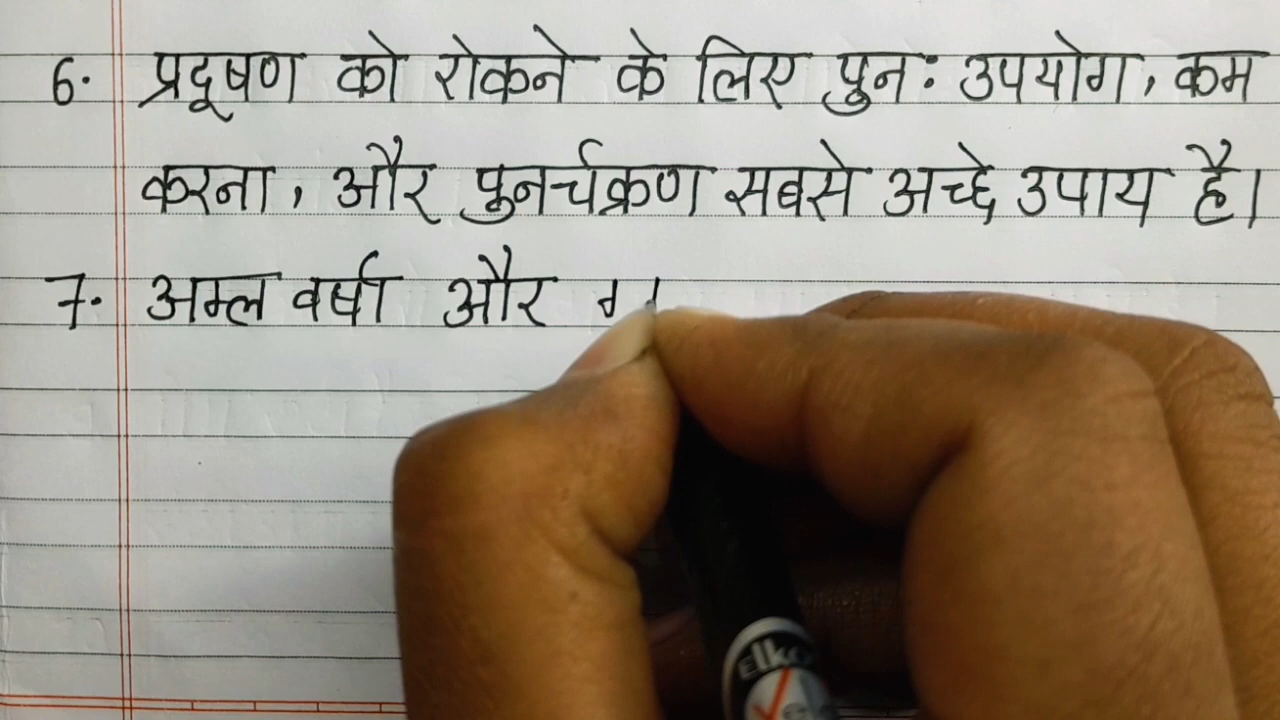 6. प्रदूषण को रोकने के लिए पुन: उपयोग, कम
करना, और पुनर्चक्रण सबसे अच्छे उपाय है।
7. अम्ल वर्षा और